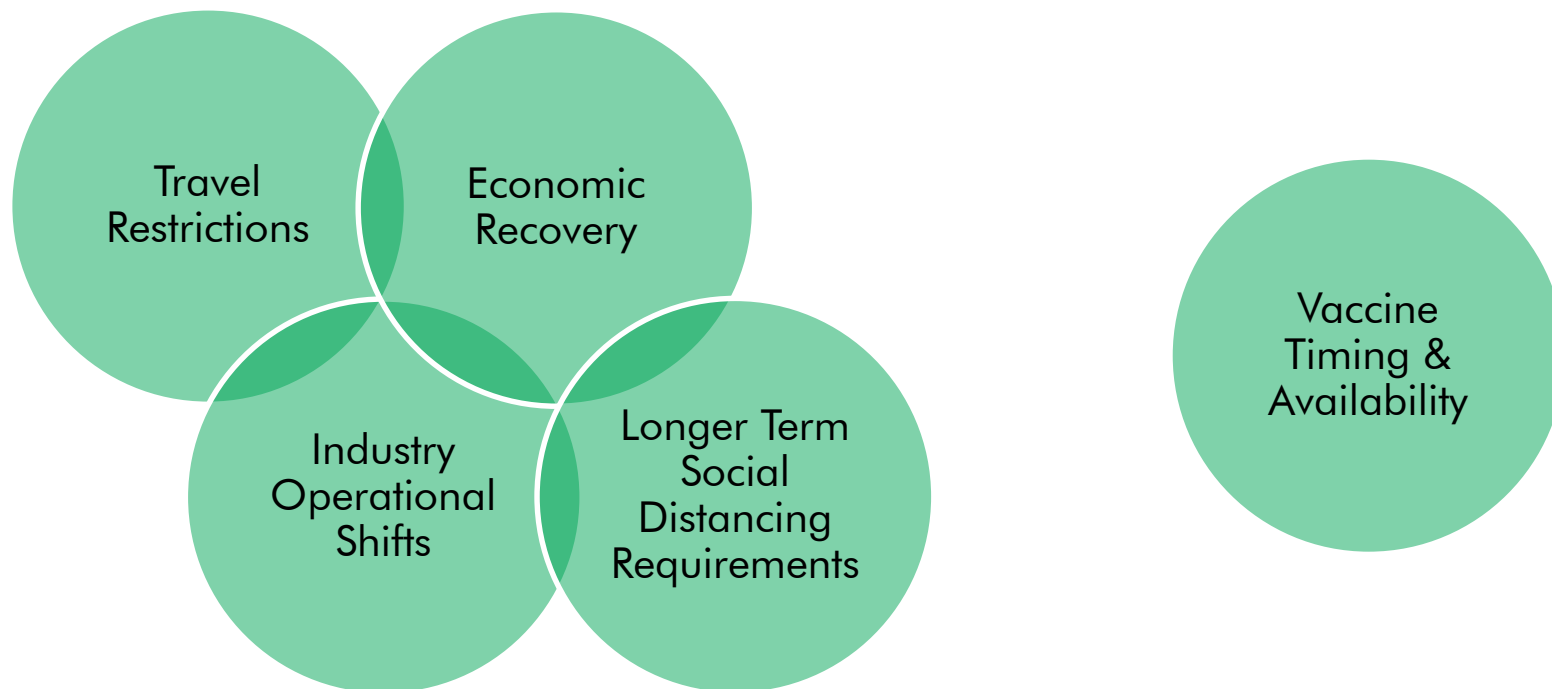 Travel
Restrictions
Economic
Recovery
Industry
Operational
Shifts
Longer Term
Social
Distancing
Requirements
Vaccine
Timing &
Availability